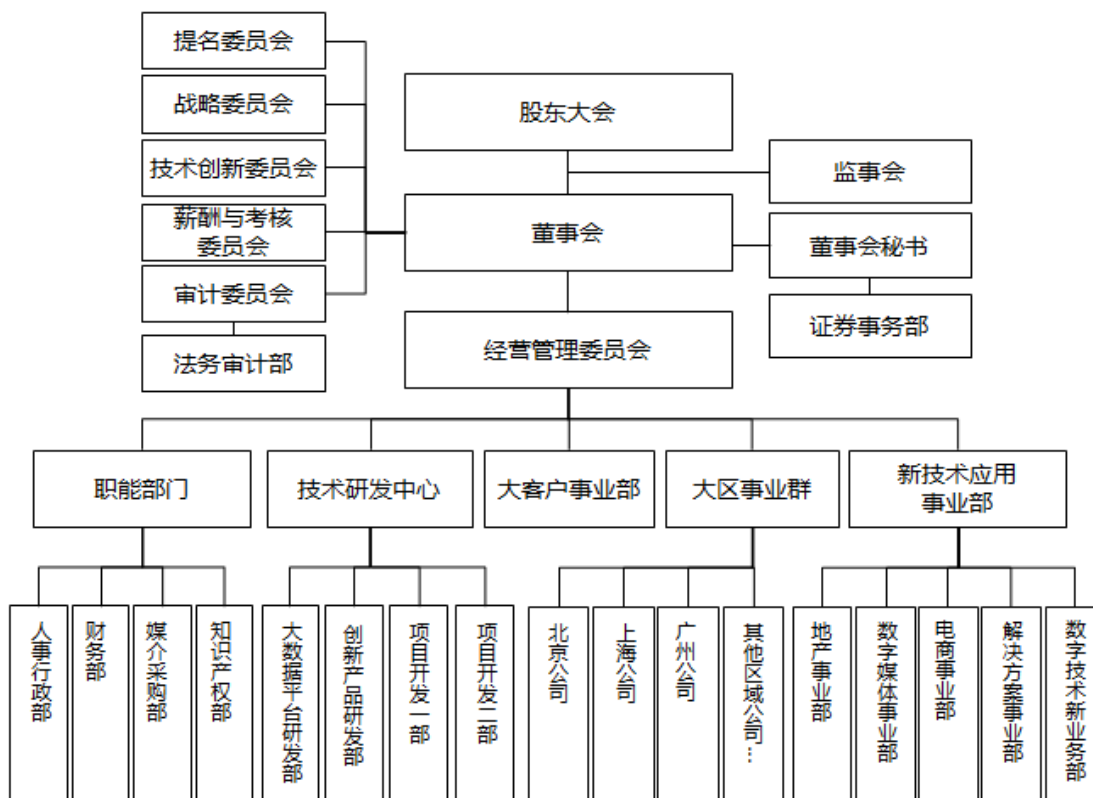 提名委员会
战略委员会
股东大会
技术创新委员会
监事会
薪酬与考核
委员会
董事会
董事会秘书
审计委员会
证券事务部
经营管理委员会
法务审计部
职能部门
技术研发中心
大客户事业部
大区事业群
新技术应用
事业部
人事行政部
财务部
媒介采购部
知识产权部
大数据平台研发部
创新产品研发部
项目开发一部
项目开发二部
北京公司
上海公司
广州公司
其他区域公司…
地产事业部
数字媒体事业部
电商事业部
解决方案事业部
数字技术新业务部